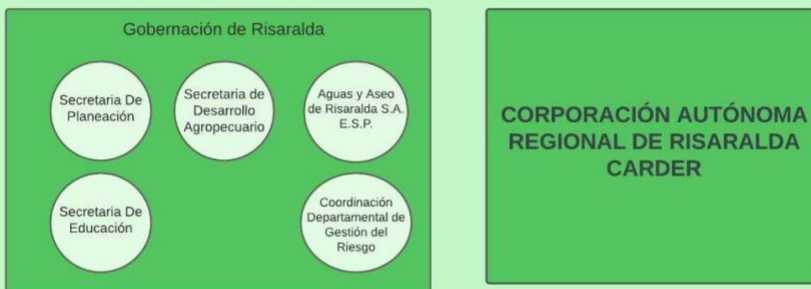 Gobernación de Risaralda
Secretaria De
Planeación
Secretaria de
Desarrollo
Agropecuario
Aguas y Aseo
de Risaralda S.A.
E.S.P.
Secretaria De
Educación
Coordinación
Departamental de
Gestión del
Riesgo
CORPORACIÓN AUTÓNOMA
REGIONAL DE RISARALDA
CARDER